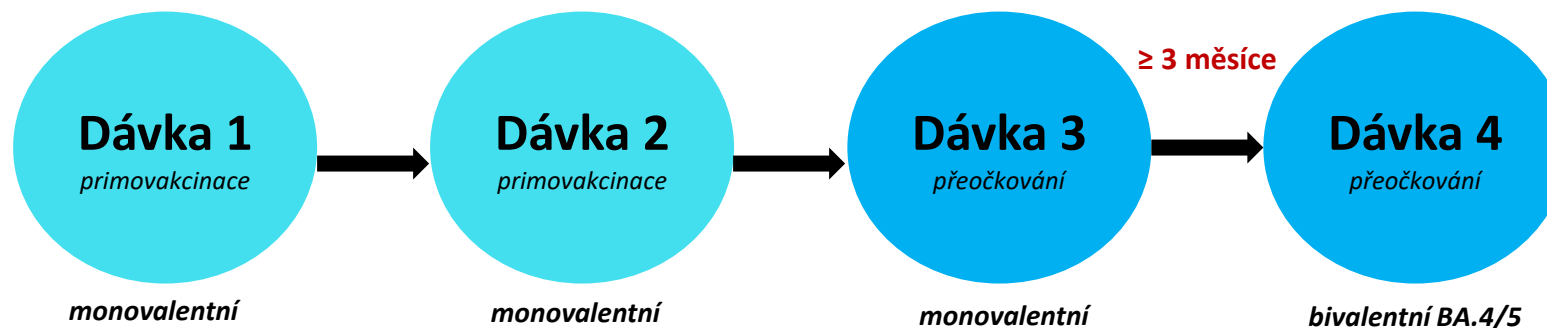 Dávka 1
primovakcinace
monovalentní
Dávka 2
primovakcinace
monovalentní
Dávka 3
přeočkování
monovalentní
≥ 3 měsíce
Dávka 4
přeočkování
bivalentní BA.4/5